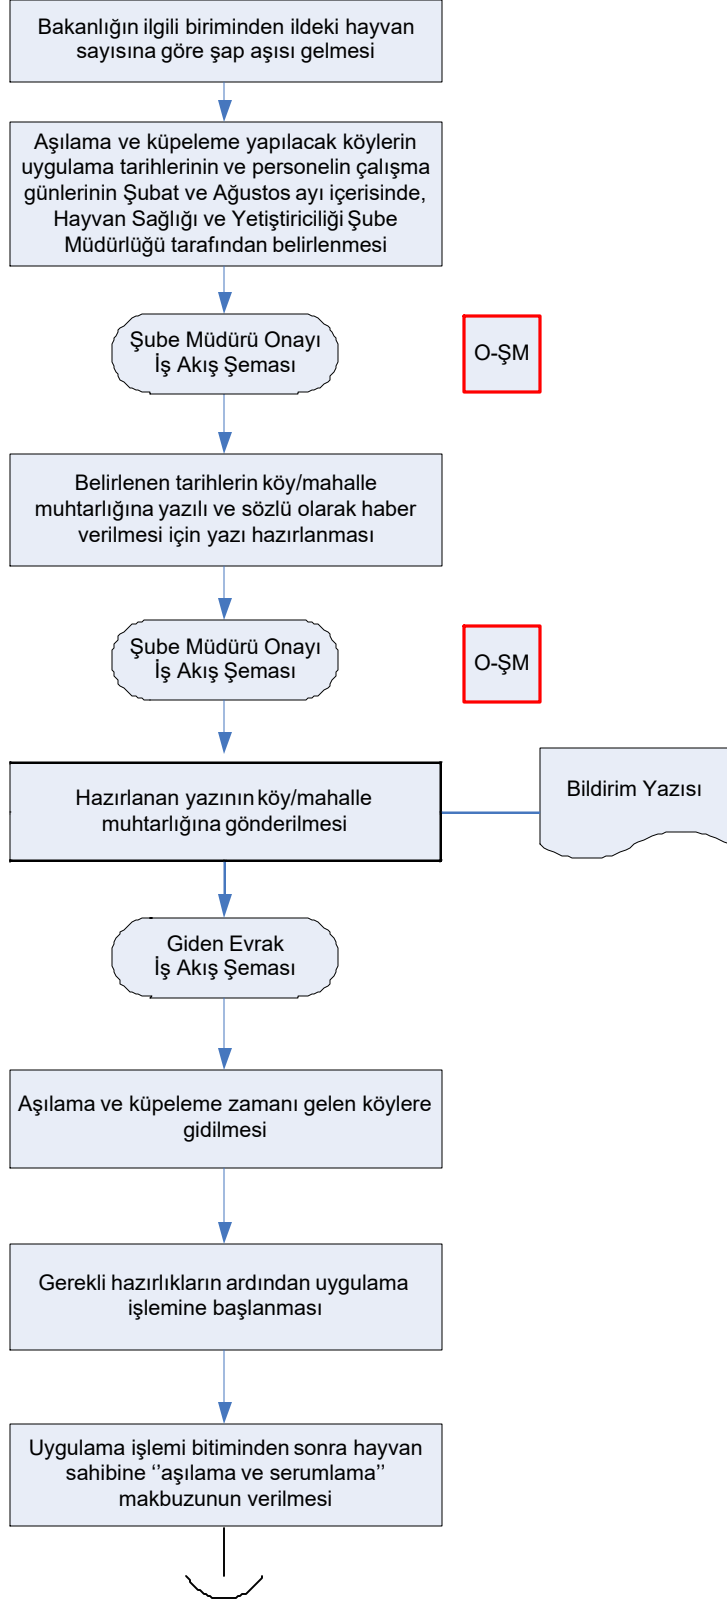 Bakanlığın ilgili biriminden ildeki hayvan
sayısına göre şap aşısı gelmesi
Aşılama ve küpeleme yapılacak köylerin
uygulama tarihlerinin ve personelin çalışma
günlerinin Şubat ve Ağustos ayı içerisinde,
Hayvan Sağlığı ve Yetiştiriciliği Şube
Müdürlüğü tarafından belirlenmesi
Şube Müdürü Onayı
İş Akış Şeması
O-ŞM
Belirlenen tarihlerin köy/mahalle
muhtarlığına yazılı ve sözlü olarak haber
verilmesi için yazı hazırlanması
Şube Müdürü Onayı
İş Akış Şeması
O-ŞM
Hazırlanan yazının köy/mahalle
muhtarlığına gönderilmesi
Bildirim Yazısı
Giden Evrak
İş Akış Şeması
Aşılama ve küpeleme zamanı gelen köylere
gidilmesi
Gerekli hazırlıkların ardından uygulama
işlemine başlanması
Uygulama işlemi bitiminden sonra hayvan
sahibine ‘’aşılama ve serumlama’’
makbuzunun verilmesi